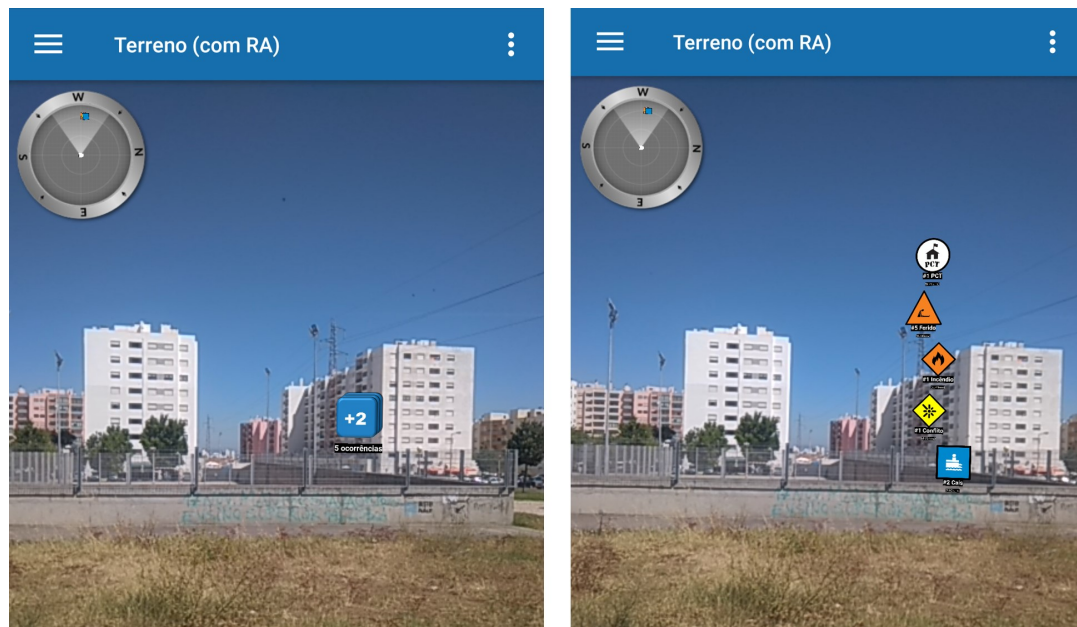 Terreno (com RA)
W
N
S
E
+2
5 ocorrências
Terreno (com RA)
W
N
S
E
PCT
#1 PCT
#5 Ferido
#1 Incêndio
#1 Conflito
#2 Cais